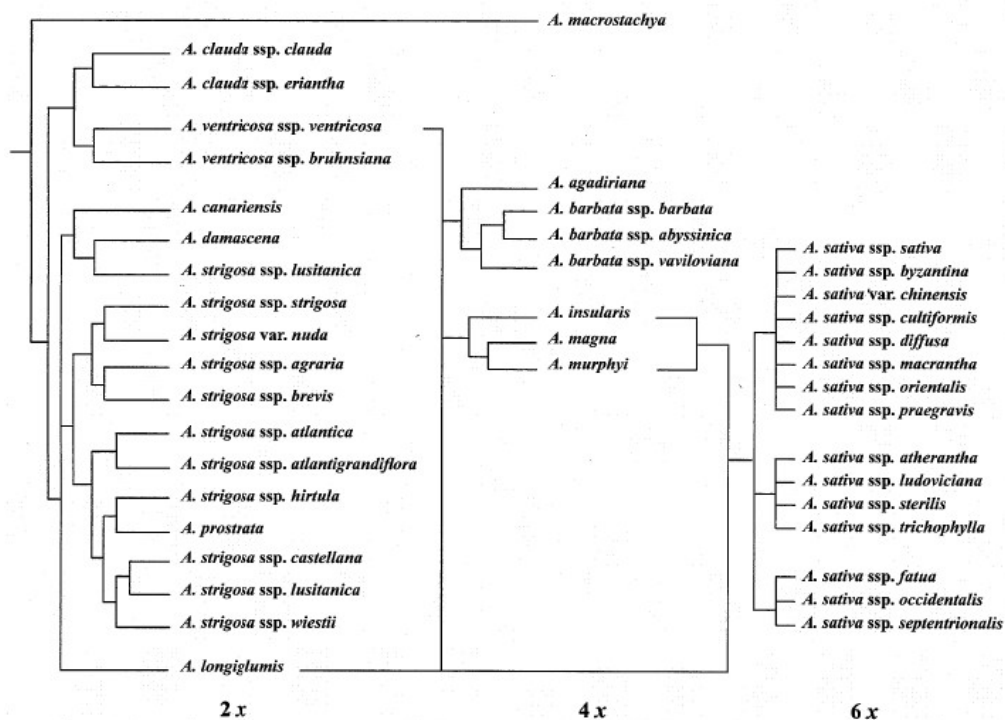 A. macrostachya
A. clauda ssp. clauda
A. clauda ssp. eriantha
A. ventricosa ssp. ventricosa
A. ventricosa ssp. bruhnsiana
A. canariensis
A. damascena
A. strigosa ssp. lusitanica
A. strigosa ssp. strigosa
A. strigosa var. nuda
A. strigosa ssp. agraria
A. strigosa ssp. brevis
A. strigosa ssp. atlantica
A. strigosa ssp. atlantigrandiflora
A. strigosa ssp. hirtula
A. prostrata
A. strigosa ssp. castellana
A. strigosa ssp. lusitanica
A. strigosa ssp. wiestii
A. longiglumis
2 x
A. agadiriana
A. barbata ssp. barbata
A. barbata ssp. abyssinica
A. barbata ssp. vaviloviana
A. insularis
A. magna
A. murphyi
4 x
A. sativa ssp. sativa
A. sativa ssp. byzantina
A. sativa var. chinensis
A. sativa ssp. cultiformis
A. sativa ssp. diffusa
A. sativa ssp. macrantha
A. sativa ssp. orientalis
A. sativa ssp. praegravis
A. sativa ssp. atherantha
A. sativa ssp. ludoviciana
A. sativa ssp. sterilis
A. sativa ssp. trichophylla
A. sativa ssp. fatua
A. sativa ssp. occidentalis
A. sativa ssp. septentrionalis
6 x